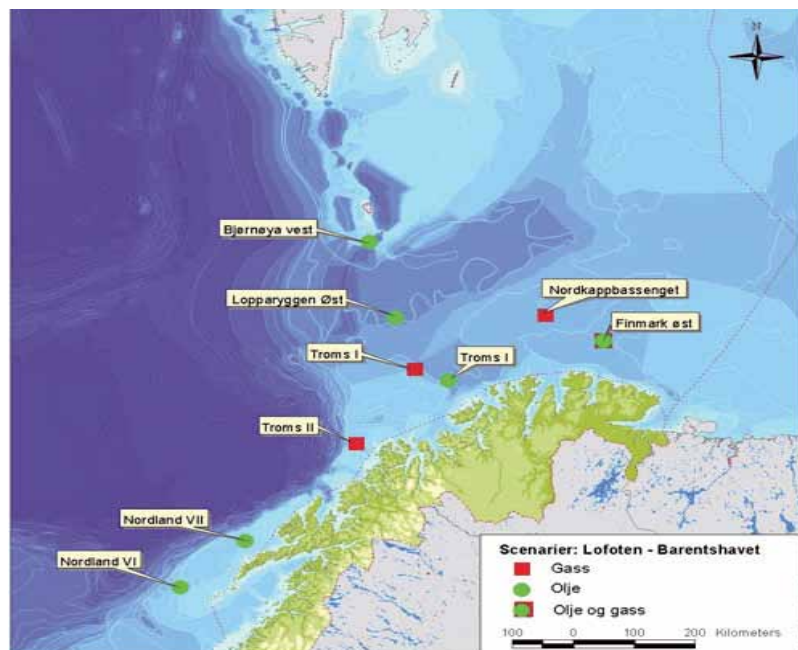 N
Bjørnøya vest
Lopparyggen Øst
Nordkappbassenget
Finmark øst
Troms I
Troms I
Troms II
Nordland VII
Nordland VI
Scenarier: Lofoten - Barentshavet
Gass
Olje
Olje og gass
100 0 100 200 Kilometers